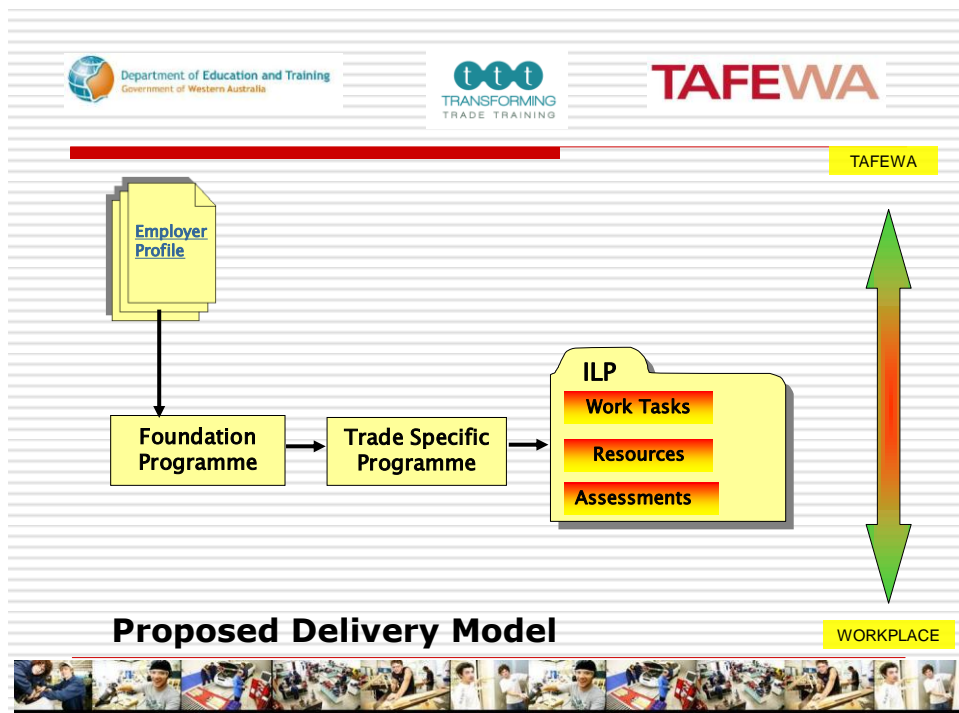 Department of Education and Training
Government of Western Australia
ttt
TRANSFORMING
TRADE TRAINING
TAFEWA
TAFEWA
Employer
Profile
ILP
Work Tasks
Resources
Assessments
Foundation
Programme
Trade Specific
Programme
Proposed Delivery Model
WORKPLACE